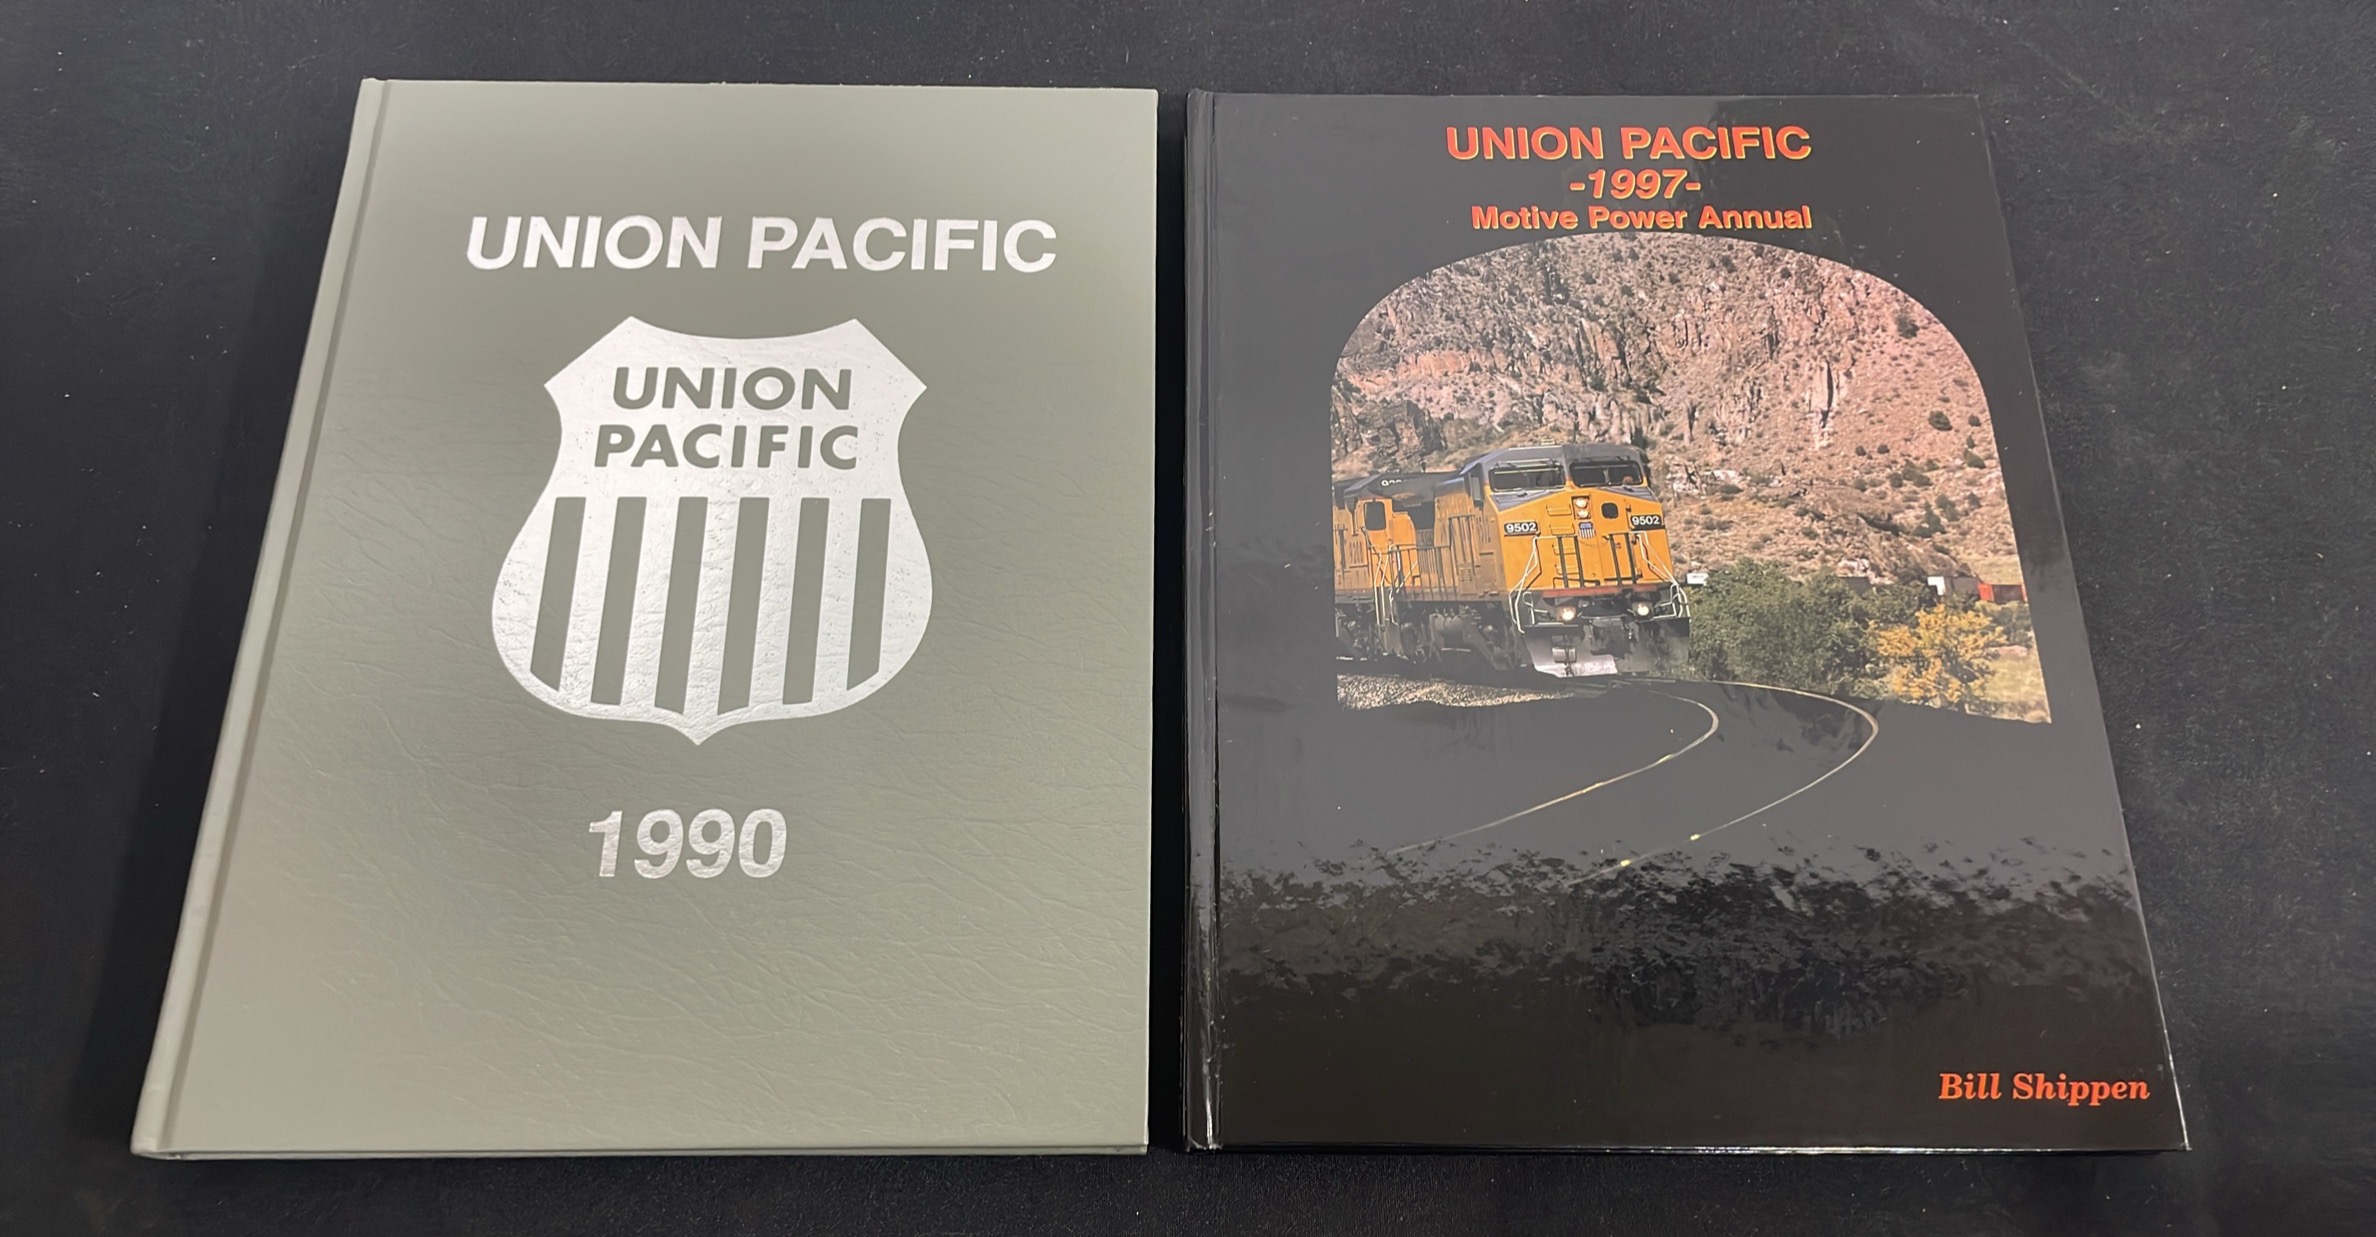 UNION PACIFIC
UNION
PACIFIC
1990
UNION PACIFIC
-1997-
Motive Power Annual
9502
9502
Bill Shippen